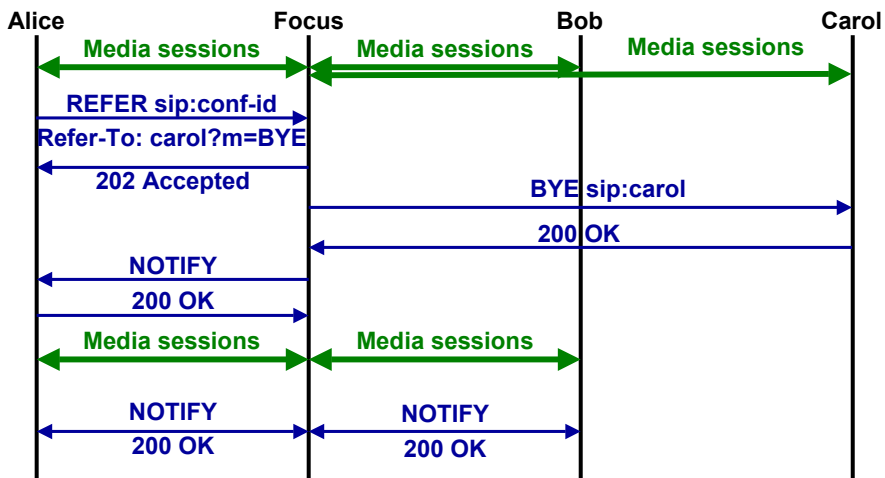 Alice Focus Bob Carol
Media sessions Media sessions Media sessions
REFER sip:conf-id
Refer-To: carol?m=BYE
202 Accepted
BYE sip:carol
200 OK
NOTIFY
200 OK
Media sessions Media sessions
NOTIFY NOTIFY
200 OK 200 OK